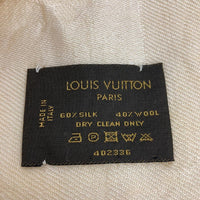 LOUIS VUITTON
PARIS
60%SILK 40%WOOL
DRY CLEAN ONLY
402336
MADE IN
ITALY